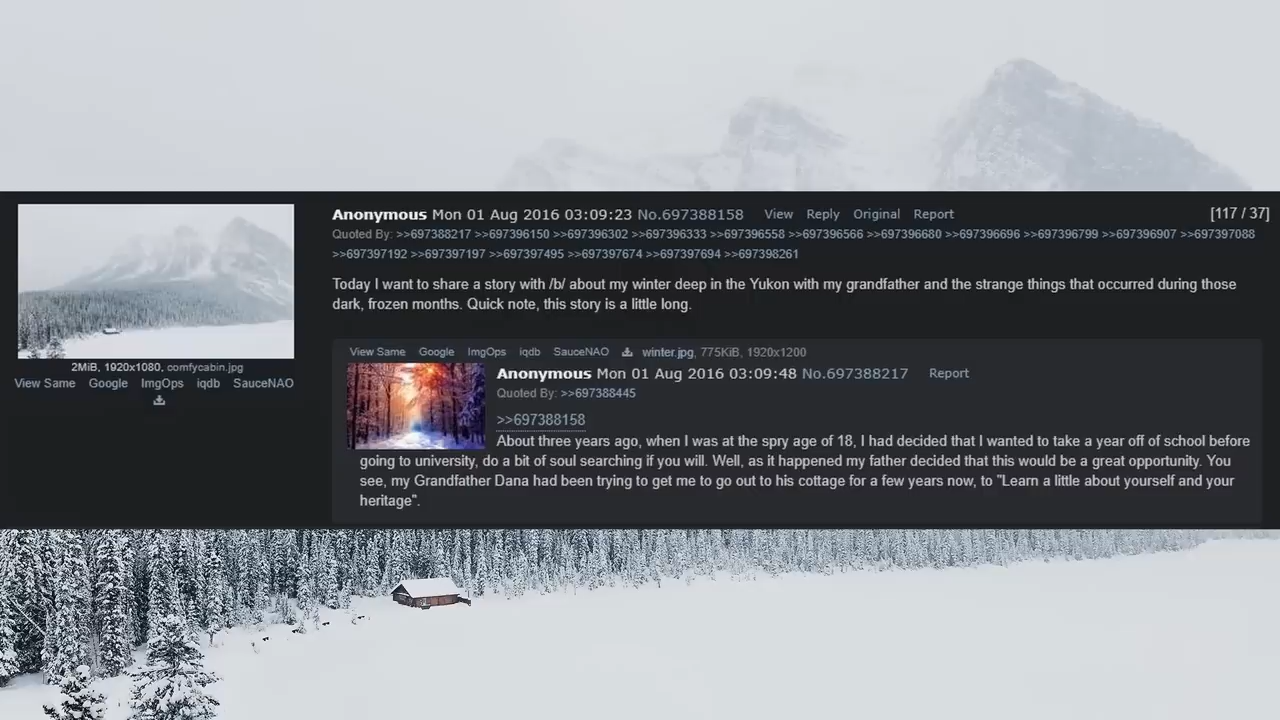 Anonymous Mon 01 Aug 2016 03:09:23 No.697388158 View Reply Original Report [117 / 37]
Quoted By: >>697388217 >>697396150 >>697396302 >>697396333 >>697396558 >>697396566 >>697396680 >>697396696 >>697396799 >>697396907 >>697397088
>>697397192 >>697397197 >>697397495 >>697397674 >>697397694 >>697398261
Today I want to share a story with /b/ about my winter deep in the Yukon with my grandfather and the strange things that occurred during those
dark, frozen months. Quick note, this story is a little long.
2MiB, 1920x1080, comfycabin.jpg
View Same Google ImgOps iqdb SauceNAO
View Same Google ImgOps iqdb SauceNAO winter.jpg, 775KiB, 1920x1200
Anonymous Mon 01 Aug 2016 03:09:48 No.697388217 Report
Quoted By: >>697388445
>>697388158
About three years ago, when I was at the spry age of 18, I had decided that I wanted to take a year off of school before
going to university, do a bit of soul searching if you will. Well, as it happened my father decided that this would be a great opportunity. You
see, my Grandfather Dana had been trying to get me to go out to his cottage for a few years now, to "Learn a little about yourself and your
heritage".